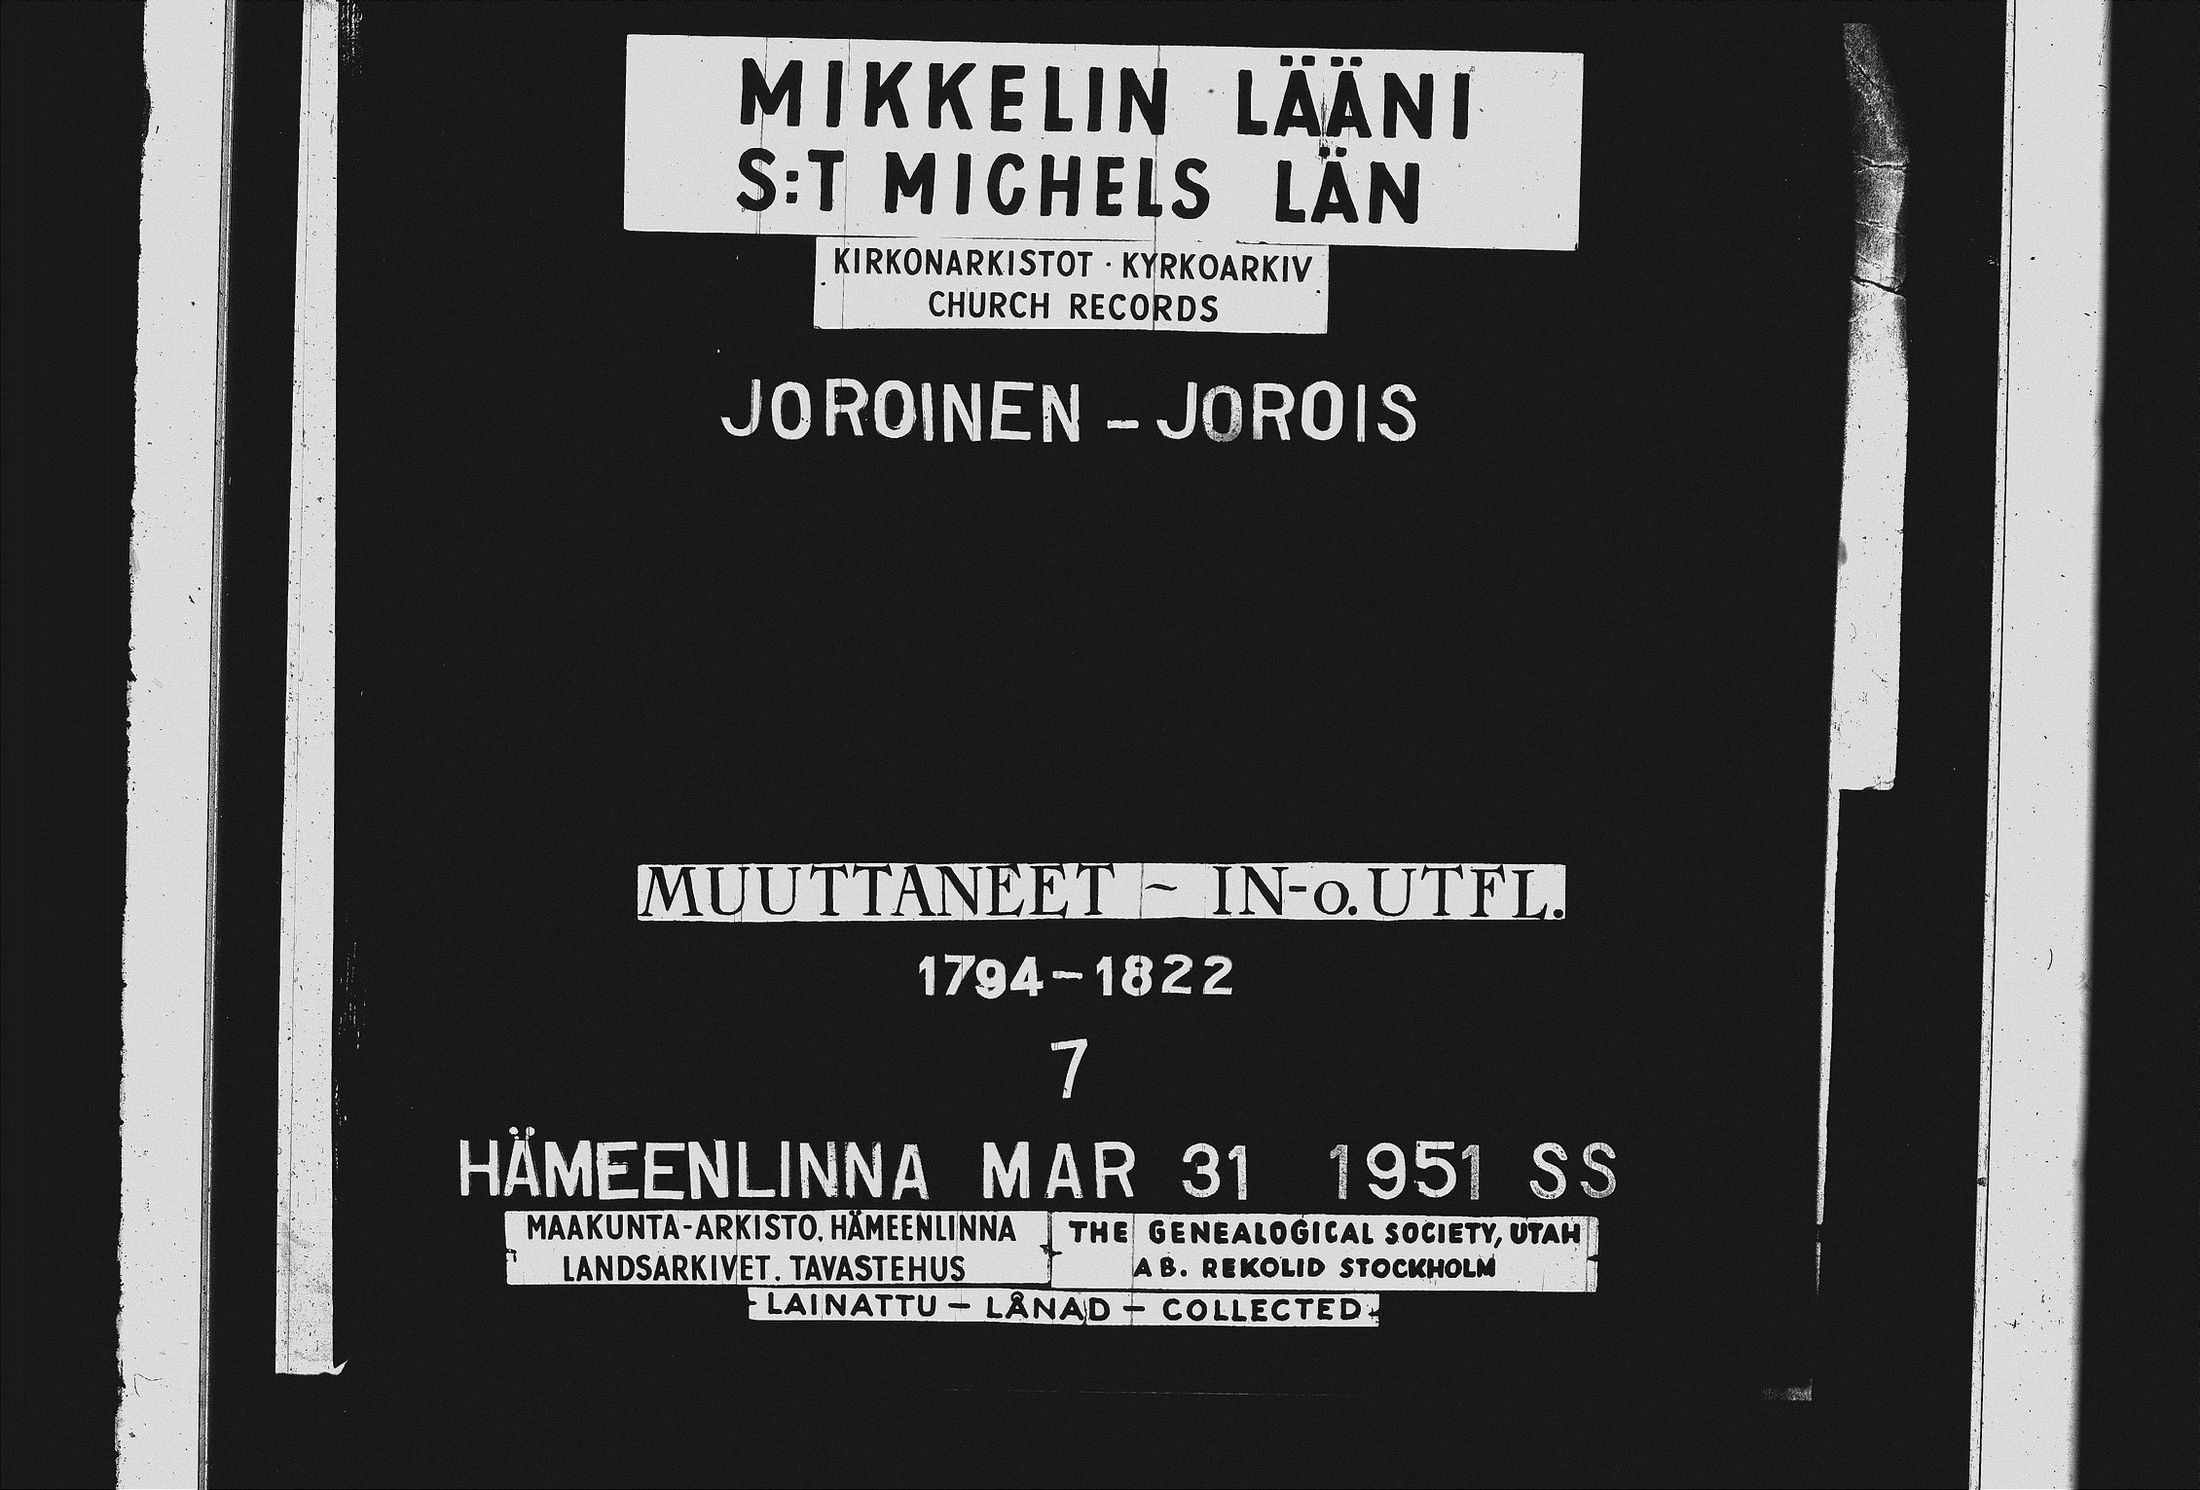 MIKKELIN LÄÄNI
S:T MICHELS LÄN
KIRKONARKISTOT · KYRKOARKIV
CHURCH RECORDS
JOROINEN – JOROIS
MUUTTANEET ~ IN-o. UTFL.
1794–1822
7
HÄMEENLINNA MAR 31 1951 SS
MAAKUNTA-ARKISTO, HÄMEENLINNA
LANDSARKIVET, TAVASTEHUS
THE GENEALOGICAL SOCIETY, UTAH
AB. REKOLID STOCKHOLM
LAINATTU – LÅNAD – COLLECTED